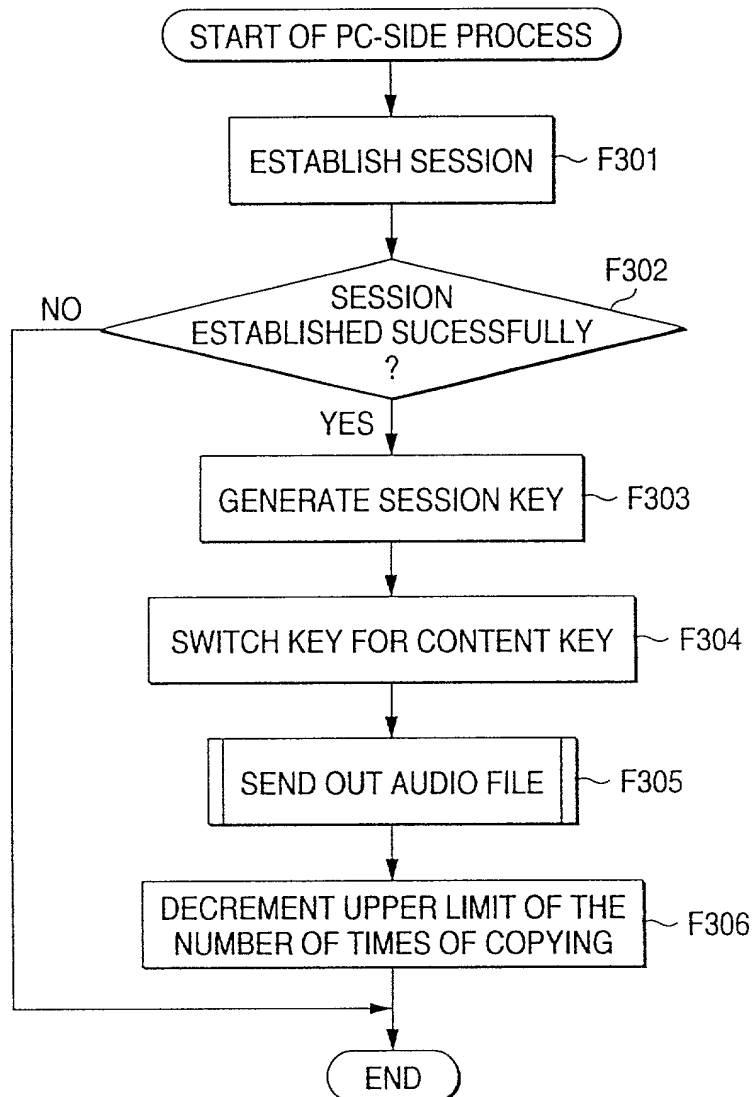 START OF PC-SIDE PROCESS
ESTABLISH SESSION
F301
F302
SESSION
ESTABLISHED SUCESSFULLY
?
NO
YES
GENERATE SESSION KEY
F303
SWITCH KEY FOR CONTENT KEY
F304
SEND OUT AUDIO FILE
F305
DECREMENT UPPER LIMIT OF THE
NUMBER OF TIMES OF COPYING
F306
END